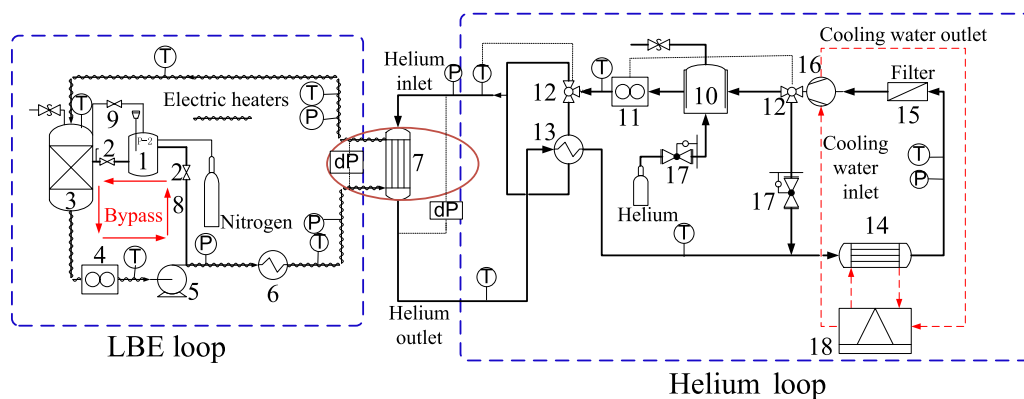 Cooling water outlet
T
Helium
inlet
P
T
16
Filter
T
Electric heaters
T
T
P
9
12
11
10
12
15
P-2
2
1
13
Cooling
water
inlet
T
P
dP
7
3
2
17
17
Bypass
8
Nitrogen
dP
Helium
14
4
T
P
P
T
T
5
6
T
Helium
outlet
18
LBE loop
Helium loop